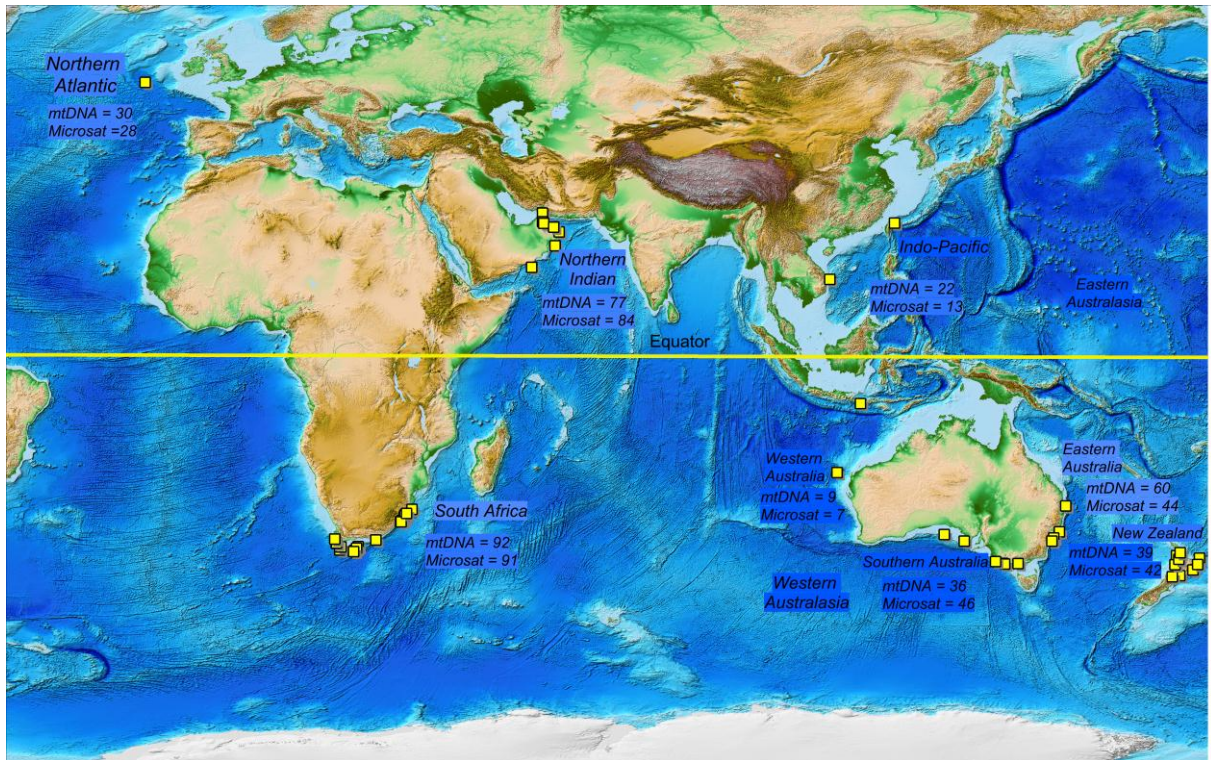 Northern
Atlantic
mtDNA = 30
Microsat =28
Northern
Indian
mtDNA = 77
Microsat = 84
Indo-Pacific
mtDNA = 22
Microsat = 13
Eastern
Australasia
Equator
South Africa
mtDNA = 92
Microsat = 91
Western
Australia
mtDNA = 9
Microsat = 7
Eastern
Australia
mtDNA = 60
Microsat = 44
New Zealand
mtDNA = 39
Microsat = 42
Southern Australia
mtDNA = 36
Microsat = 46
Western
Australasia